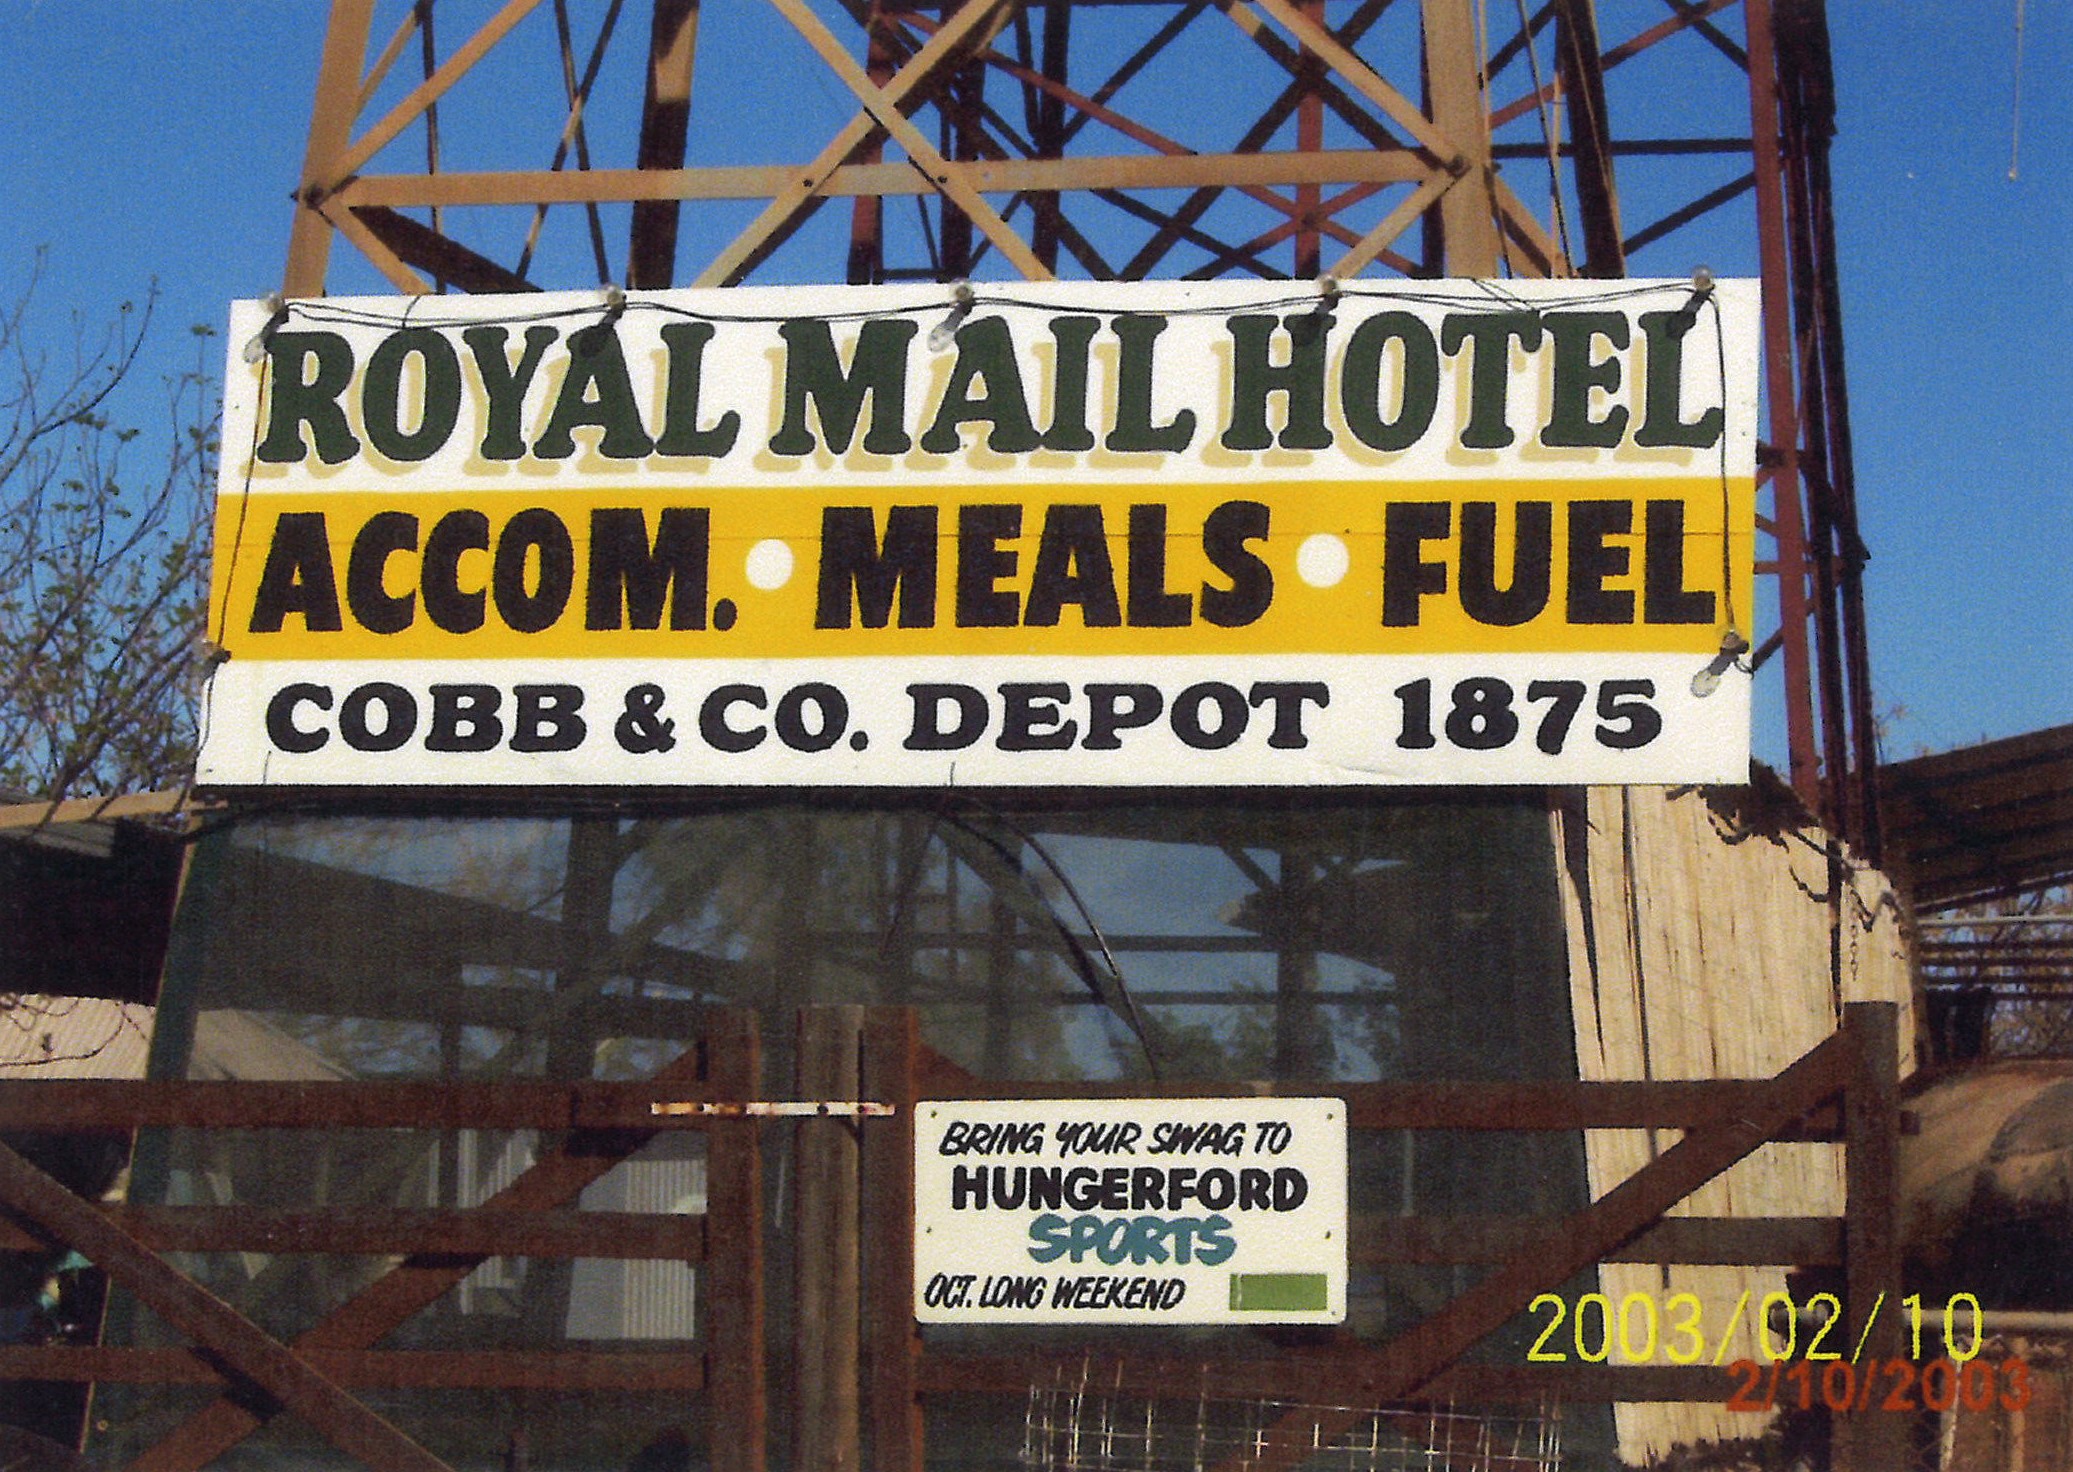 ROYAL MAIL HOTEL
ACCOM. • MEALS • FUEL
COBB & CO. DEPOT 1875
BRING YOUR SWAG TO
HUNGERFORD
SPORTS
OCT. LONG WEEKEND
2003/02/10
2/10/2003